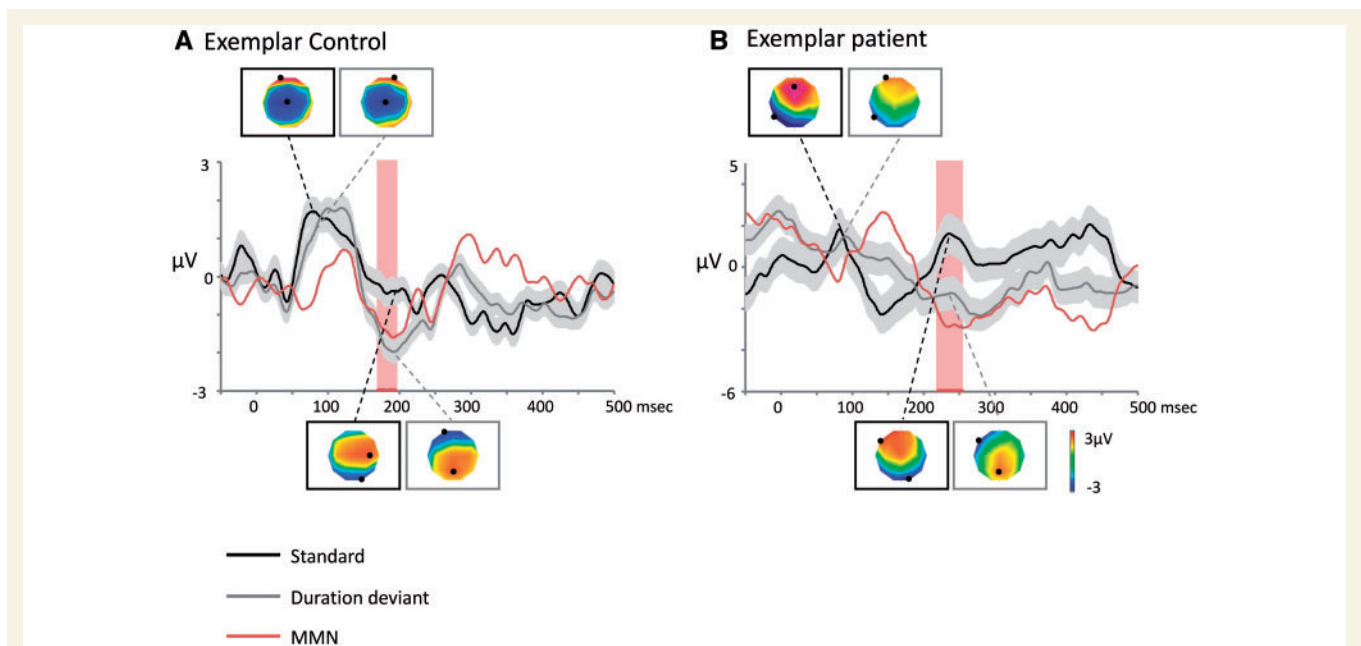 A Exemplar Control
B Exemplar patient
3
μV
0
-3
0 100 200 300 400 500 msec
5
μV
0
-6
0 100 200 300 400 500 msec
3μV
-3
Standard
Duration deviant
MMN